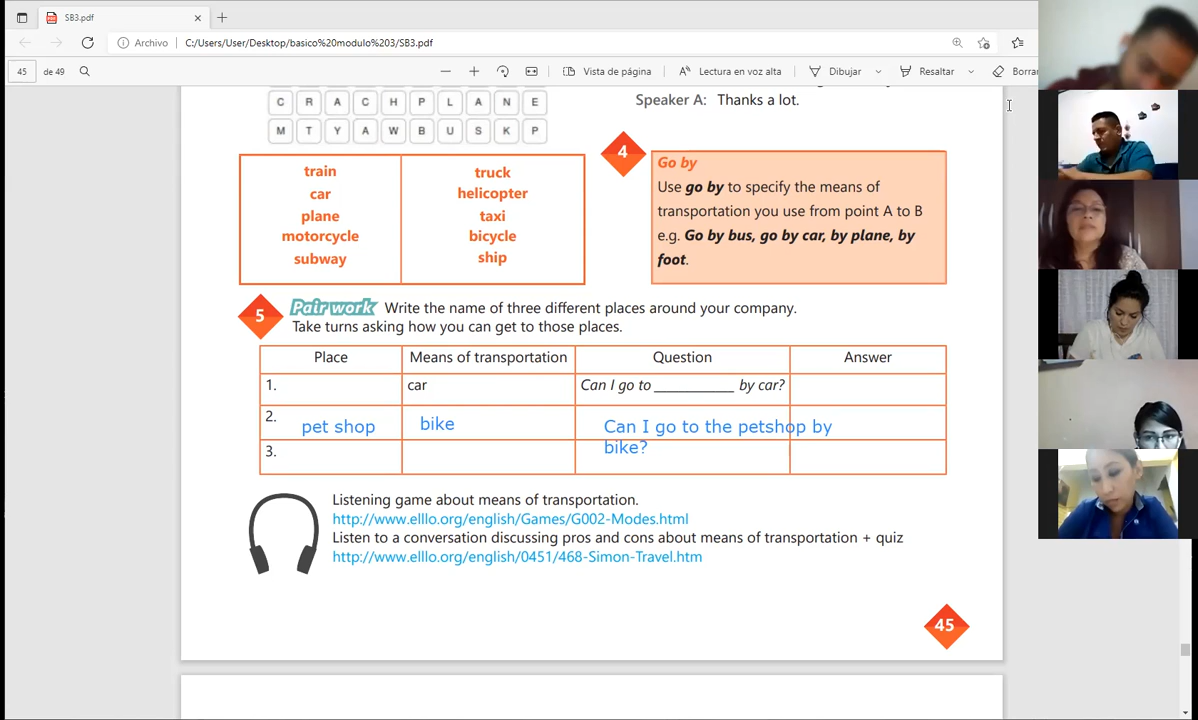 SB3.pdf
Archivo
C:/Users/User/Desktop/basico%20modulo%203/SB3.pdf
45 de 49
Vista de página
Lectura en voz alta
Dibujar
Resaltar
Borrar
C R A C H P L A N E
M T Y A W B U S K P
Speaker A: Thanks a lot.
train truck
car helicopter
plane taxi
motorcycle bicycle
subway ship
4
Go by
Use go by to specify the means of
transportation you use from point A to B
e.g. Go by bus, go by car, by plane, by
foot.
5
Pair work Write the name of three different places around your company.
Take turns asking how you can get to those places.
Place Means of transportation Question Answer
1. car Can I go to ____________ by car?
2. pet shop bike Can I go to the petshop by
bike?
3.
Listening game about means of transportation.
http://www.elllo.org/english/Games/G002-Modes.html
Listen to a conversation discussing pros and cons about means of transportation + quiz
http://www.elllo.org/english/0451/468-Simon-Travel.htm
45